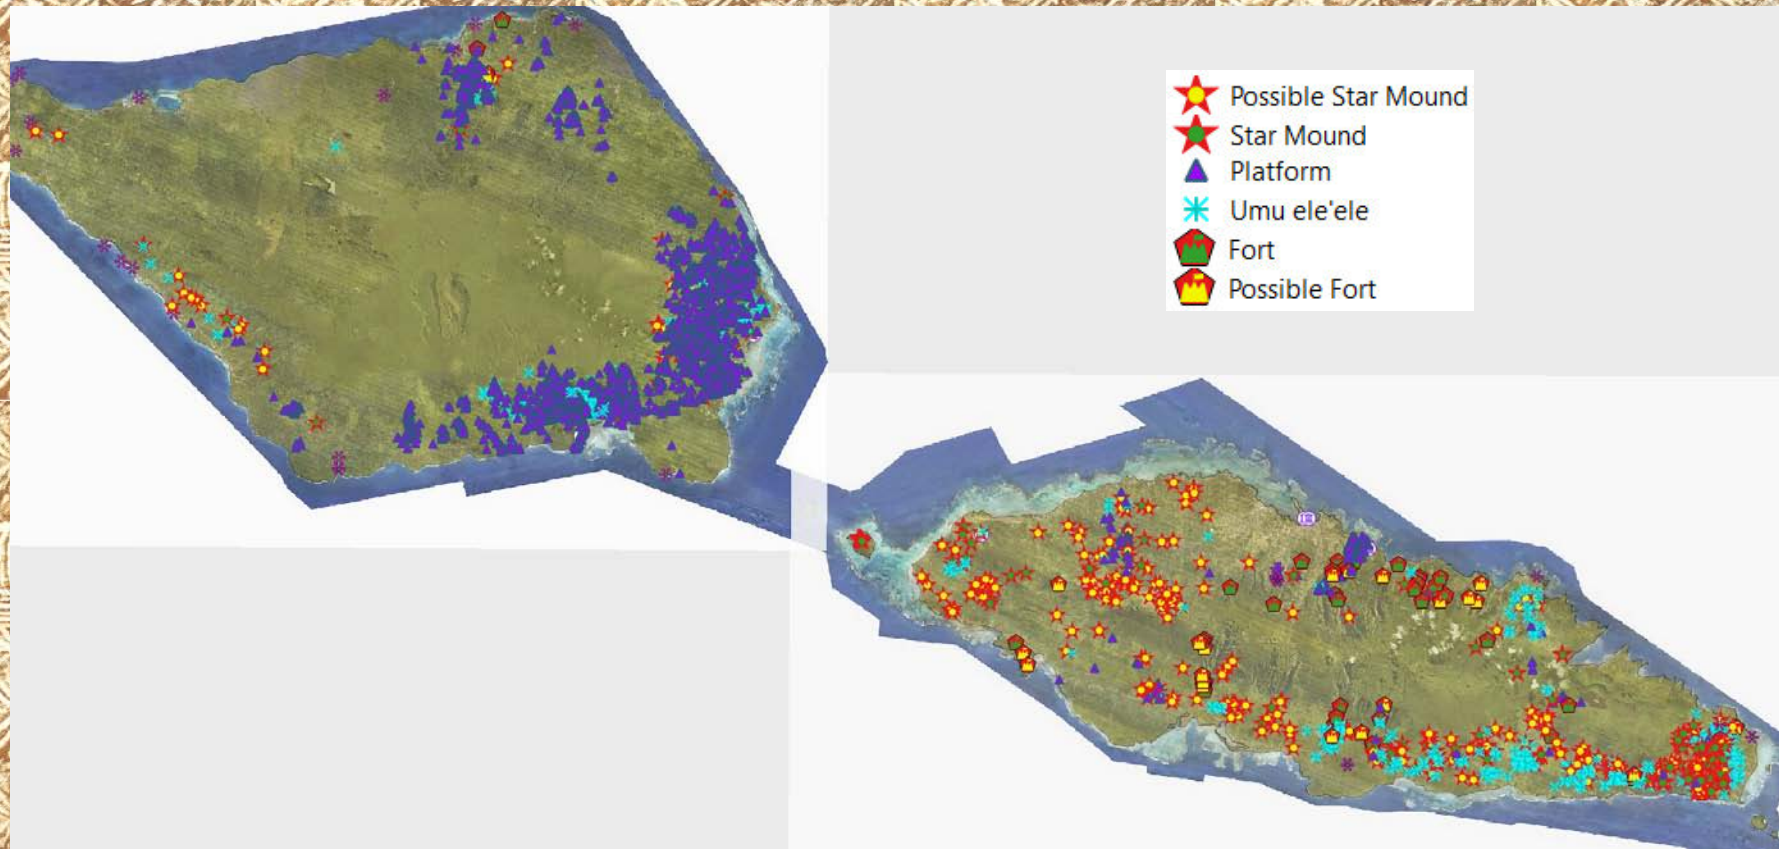 Possible Star Mound
Star Mound
Platform
Umu ele'ele
Fort
Possible Fort